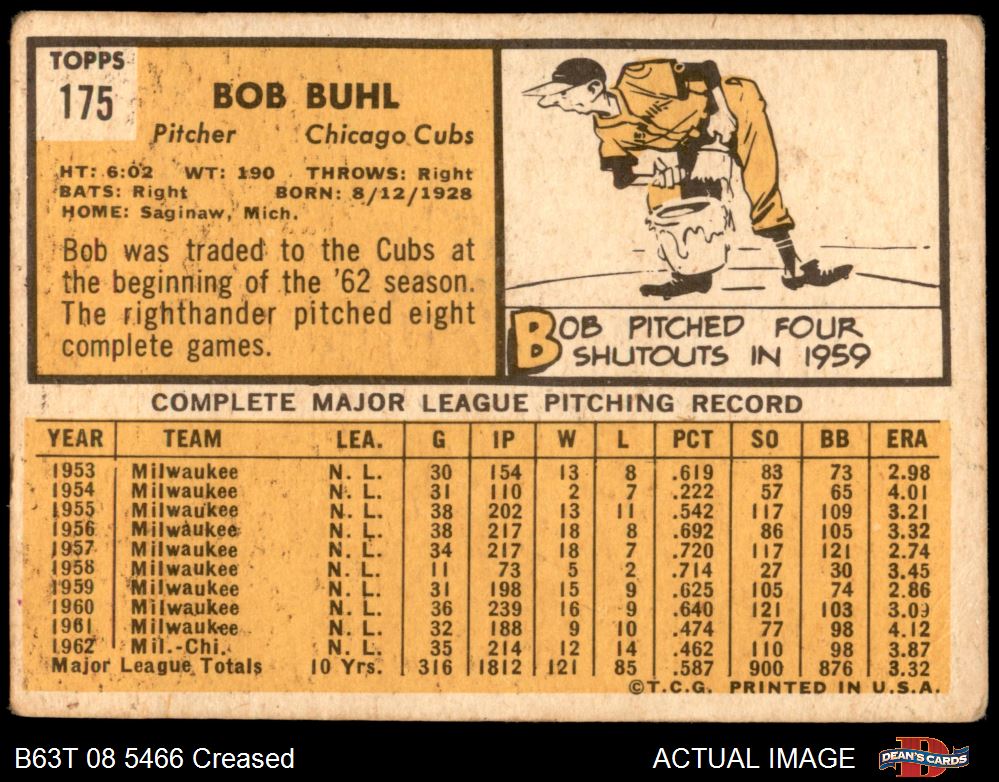 TOPPS
175
BOB BUHL
Pitcher Chicago Cubs
HT: 6:02 WT: 190 THROWS: Right
BATS: Right BORN: 8/12/1928
HOME: Saginaw, Mich.
Bob was traded to the Cubs at
the beginning of the '62 season.
The righthander pitched eight
complete games.
BOB PITCHED FOUR
SHUTOUTS IN 1959
COMPLETE MAJOR LEAGUE PITCHING RECORD
YEAR TEAM LEA. G IP W L PCT SO BB ERA
1953 Milwaukee N. L. 30 154 13 8 .619 83 73 2.98
1954 Milwaukee N. L. 31 110 2 7 .222 57 65 4.01
1955 Milwaukee N. L. 38 202 13 11 .542 117 109 3.21
1956 Milwaukee N. L. 38 217 18 8 .692 86 105 3.32
1957 Milwaukee N. L. 34 217 18 7 .720 117 121 2.74
1958 Milwaukee N. L. 11 73 5 2 .714 27 30 3.45
1959 Milwaukee N. L. 31 198 15 9 .625 105 74 2.86
1960 Milwaukee N. L. 36 239 16 9 .640 121 103 3.09
1961 Milwaukee N. L. 32 188 9 10 .474 77 98 4.12
1962 Mil.-Chi. N. L. 35 214 12 14 .462 110 98 3.87
Major League Totals 10 Yrs. 316 1812 121 85 .587 900 876 3.32
©T.C.G. PRINTED IN U.S.A.
B63T 08 5466 Creased ACTUAL IMAGE
D
DEAN'S CARDS